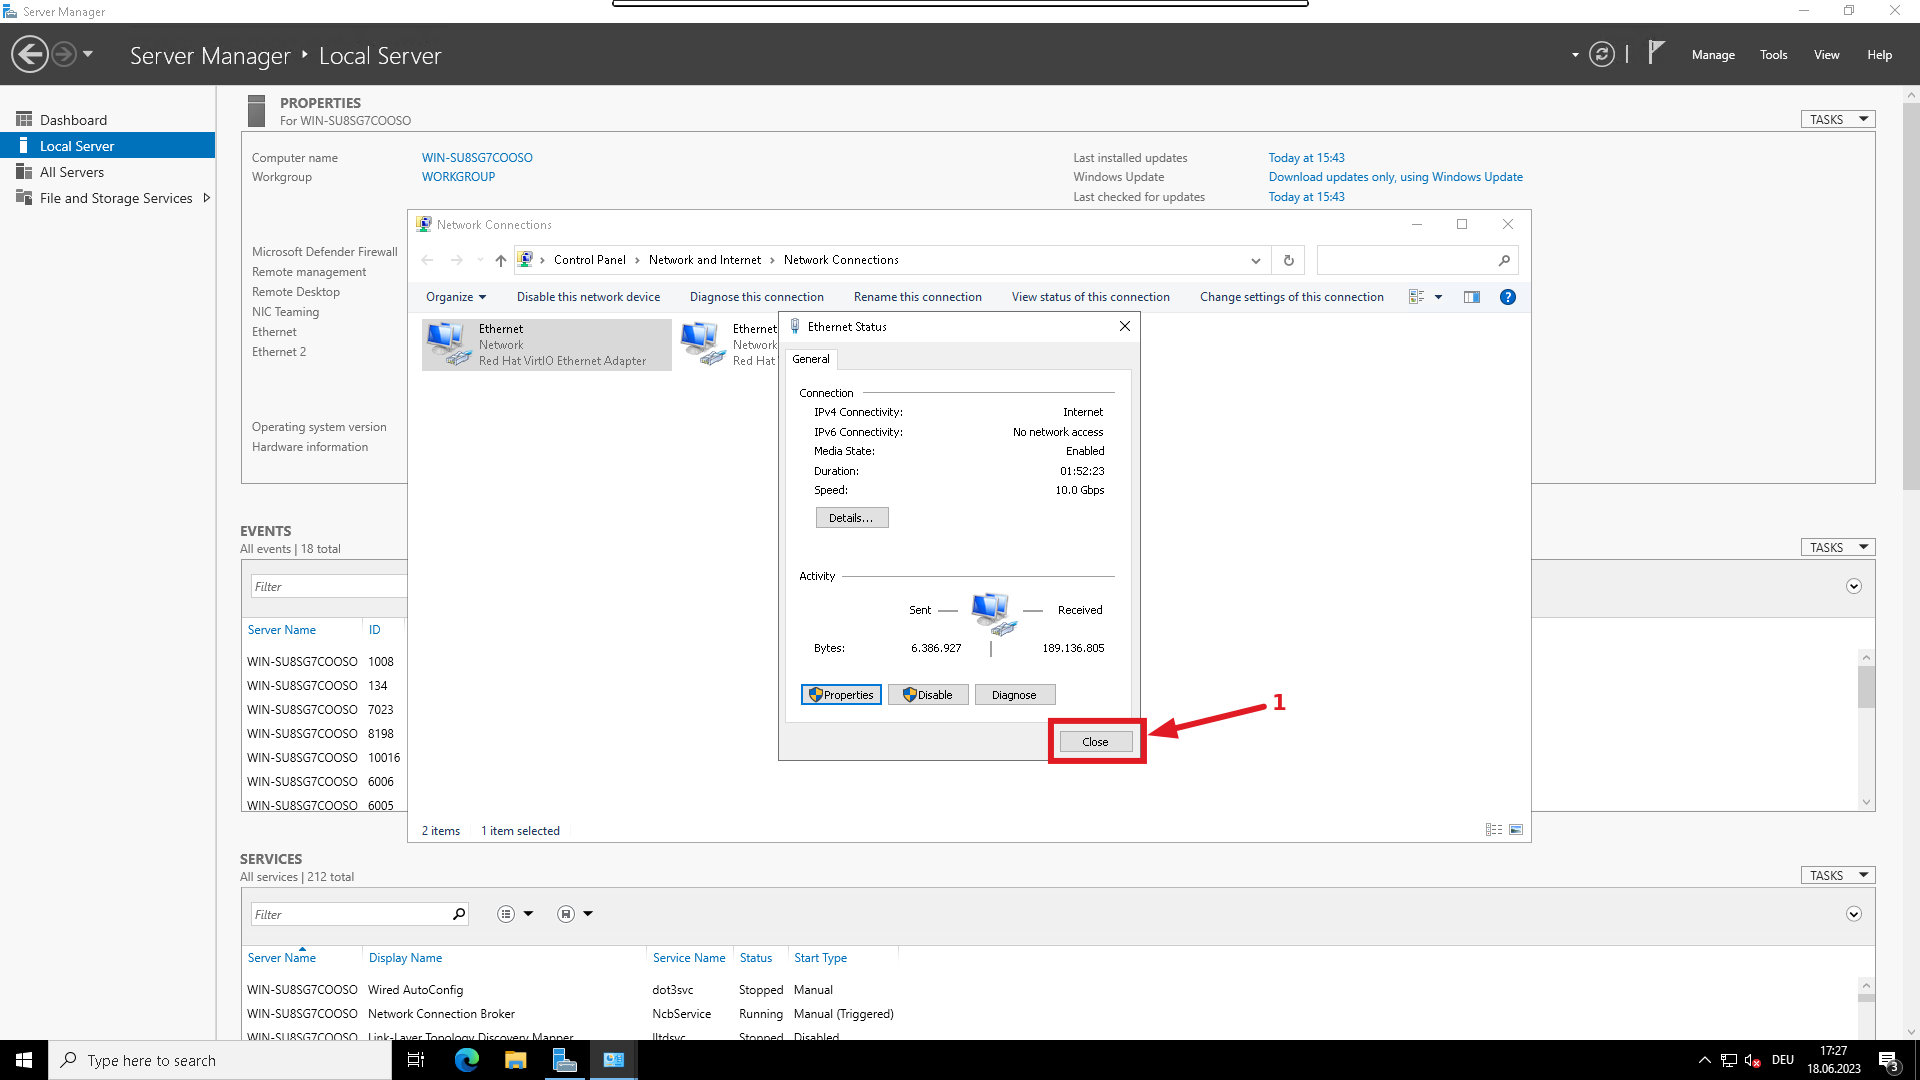 Server Manager
Server Manager ‣ Local Server
Manage Tools View Help
Dashboard
Local Server
All Servers
File and Storage Services
PROPERTIES
For WIN-SU8SG7COOSO
TASKS
Computer name WIN-SU8SG7COOSO
Workgroup WORKGROUP
Last installed updates Today at 15:43
Windows Update Download updates only, using Windows Update
Last checked for updates Today at 15:43
Microsoft Defender Firewall
Remote management
Remote Desktop
NIC Teaming
Ethernet
Ethernet 2
Operating system version
Hardware information
Network Connections
Control Panel › Network and Internet › Network Connections
Organize Disable this network device Diagnose this connection Rename this connection View status of this connection Change settings of this connection
Ethernet
Network
Red Hat VirtIO Ethernet Adapter
Ethernet
Network
Red Hat
Ethernet Status
General
Connection
IPv4 Connectivity: Internet
IPv6 Connectivity: No network access
Media State: Enabled
Duration: 01:52:23
Speed: 10.0 Gbps
Details...
Activity
Sent Received
Bytes: 6.386.927 189.136.805
Properties Disable Diagnose
Close
1
2 items 1 item selected
EVENTS
All events | 18 total
TASKS
Filter
Server Name ID
WIN-SU8SG7COOSO 1008
WIN-SU8SG7COOSO 134
WIN-SU8SG7COOSO 7023
WIN-SU8SG7COOSO 8198
WIN-SU8SG7COOSO 10016
WIN-SU8SG7COOSO 6006
WIN-SU8SG7COOSO 6005
SERVICES
All services | 212 total
TASKS
Filter
Server Name Display Name Service Name Status Start Type
WIN-SU8SG7COOSO Wired AutoConfig dot3svc Stopped Manual
WIN-SU8SG7COOSO Network Connection Broker NcbService Running Manual (Triggered)
WIN-SU8SG7COOSO Link-Layer Topology Discovery Mapper lltdsvc Stopped Disabled
Type here to search
DEU
17:27
18.06.2023
3